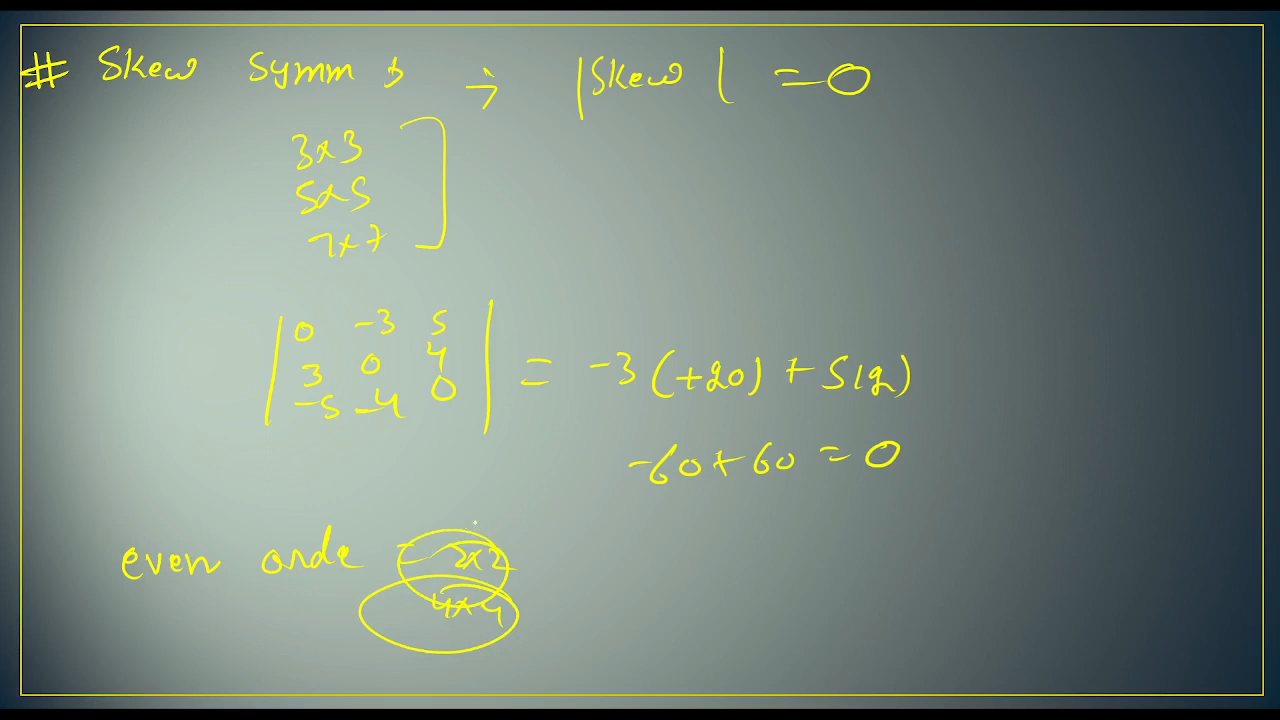 # Skew Symm → |Skew| = 0
3x3
5x5
7x7
| 0 -3 5 |
| 3 0 4 | = -3 (+20) + 5(12)
| -5 -4 0 |
-60 + 60 = 0
even orde = 2x2
4x4